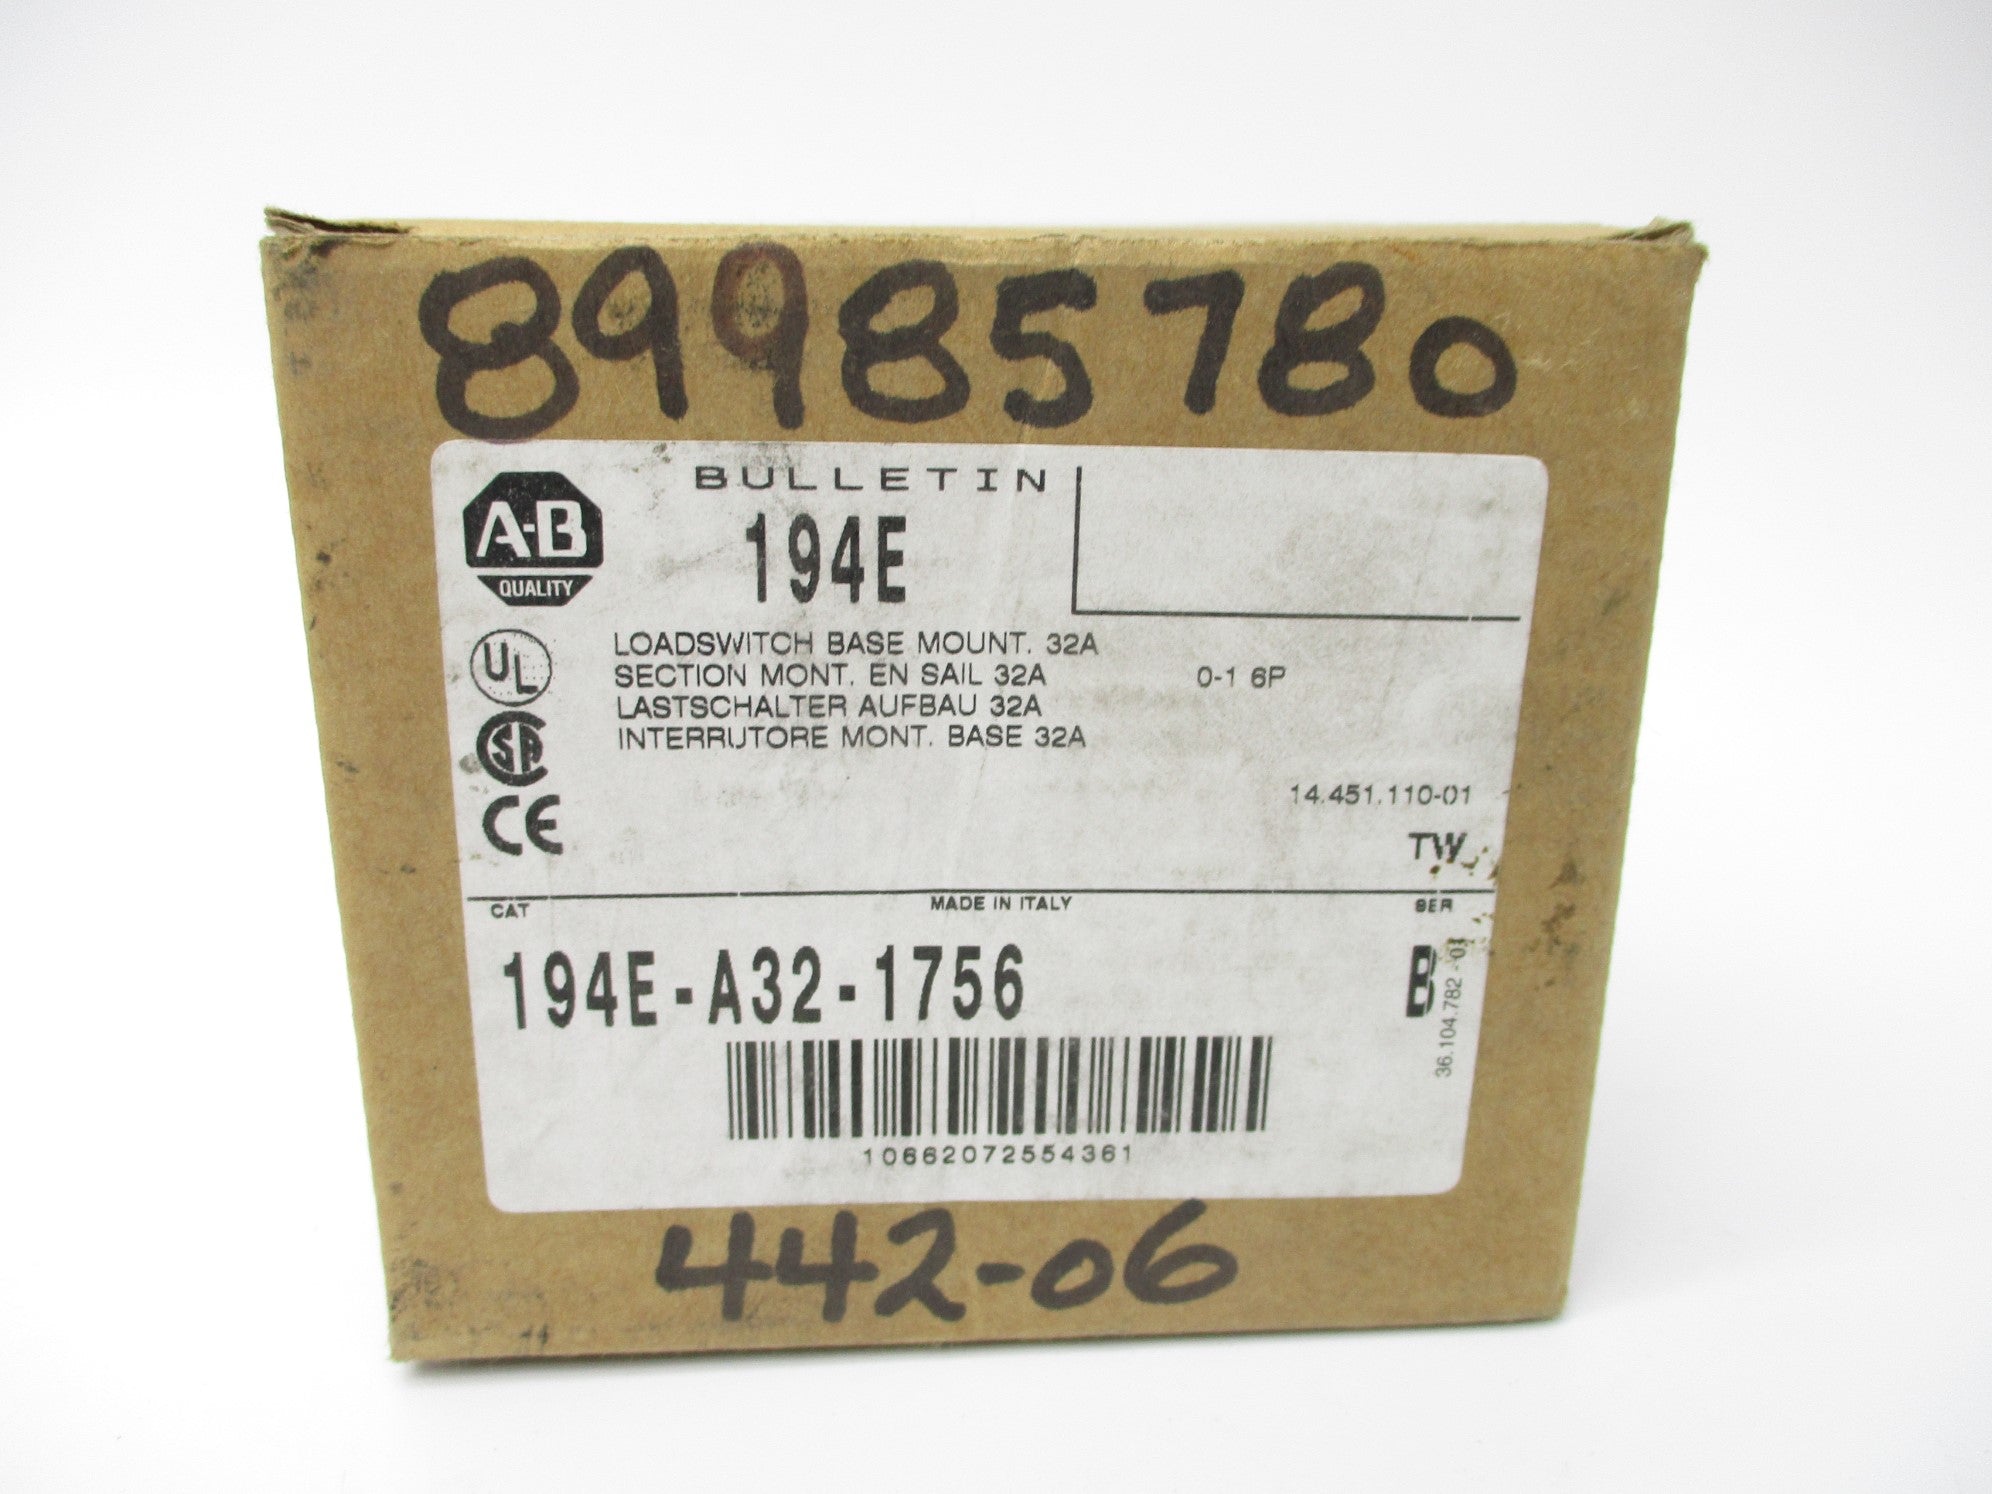 89985780
BULLETIN
194E
A-B
QUALITY
UL
LOADSWITCH BASE MOUNT. 32A
SECTION MONT. EN SAIL 32A 0-1 6P
LASTSCHALTER AUFBAU 32A
INTERRUTORE MONT. BASE 32A
CSA
CE
14.451.110-01
TW
CAT MADE IN ITALY SER
194E-A32-1756 B
36.104.782-01
10662072554361
442-06